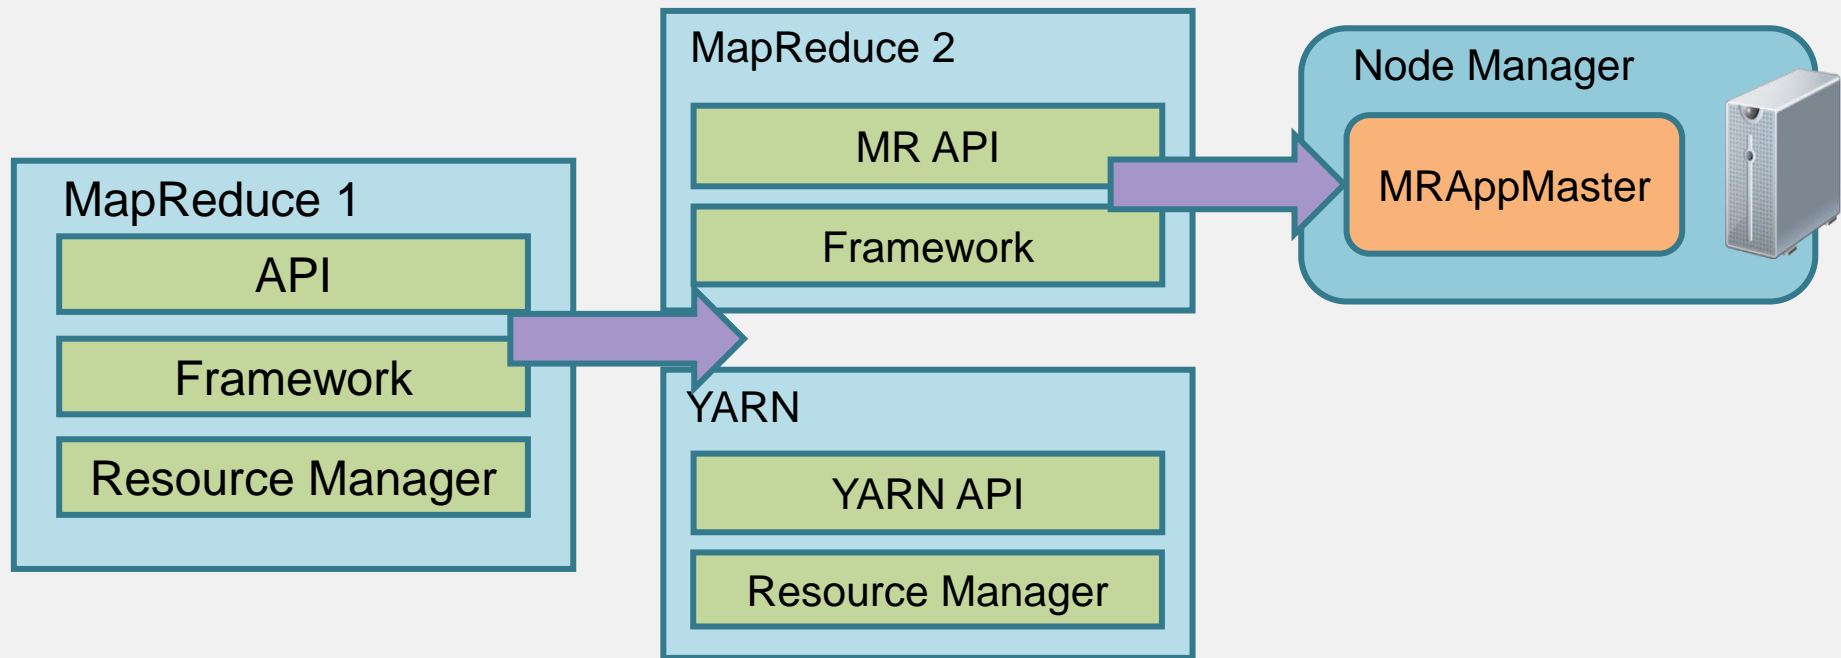 MapReduce 1
API
Framework
Resource Manager
MapReduce 2
MR API
Framework
YARN
YARN API
Resource Manager
Node Manager
MRAppMaster